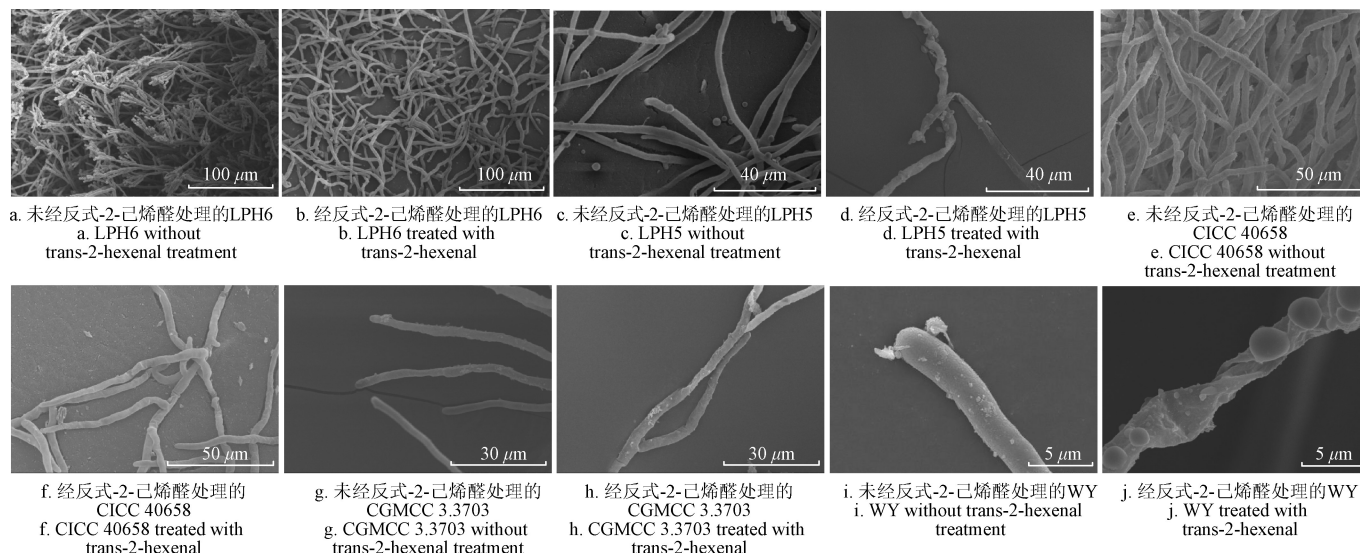 100 μm
100 μm
40 μm
40 μm
50 μm
a. 未经反式-2-己烯醛处理的LPH6
a. LPH6 without
trans-2-hexenal treatment
b. 经反式-2-己烯醛处理的LPH6
b. LPH6 treated with
trans-2-hexenal
c. 未经反式-2-己烯醛处理的LPH5
c. LPH5 without
trans-2-hexenal treatment
d. 经反式-2-己烯醛处理的LPH5
d. LPH5 treated with
trans-2-hexenal
e. 未经反式-2-己烯醛处理的
CICC 40658
e. CICC 40658 without
trans-2-hexenal treatment
50 μm
30 μm
30 μm
5 μm
5 μm
f. 经反式-2-己烯醛处理的
CICC 40658
f. CICC 40658 treated with
trans-2-hexenal
g. 未经反式-2-己烯醛处理的
CGMCC 3.3703
g. CGMCC 3.3703 without
trans-2-hexenal treatment
h. 经反式-2-己烯醛处理的
CGMCC 3.3703
h. CGMCC 3.3703 treated with
trans-2-hexenal
i. 未经反式-2-己烯醛处理的WY
i. WY without trans-2-hexenal
treatment
j. 经反式-2-己烯醛处理的WY
j. WY treated with
trans-2-hexenal